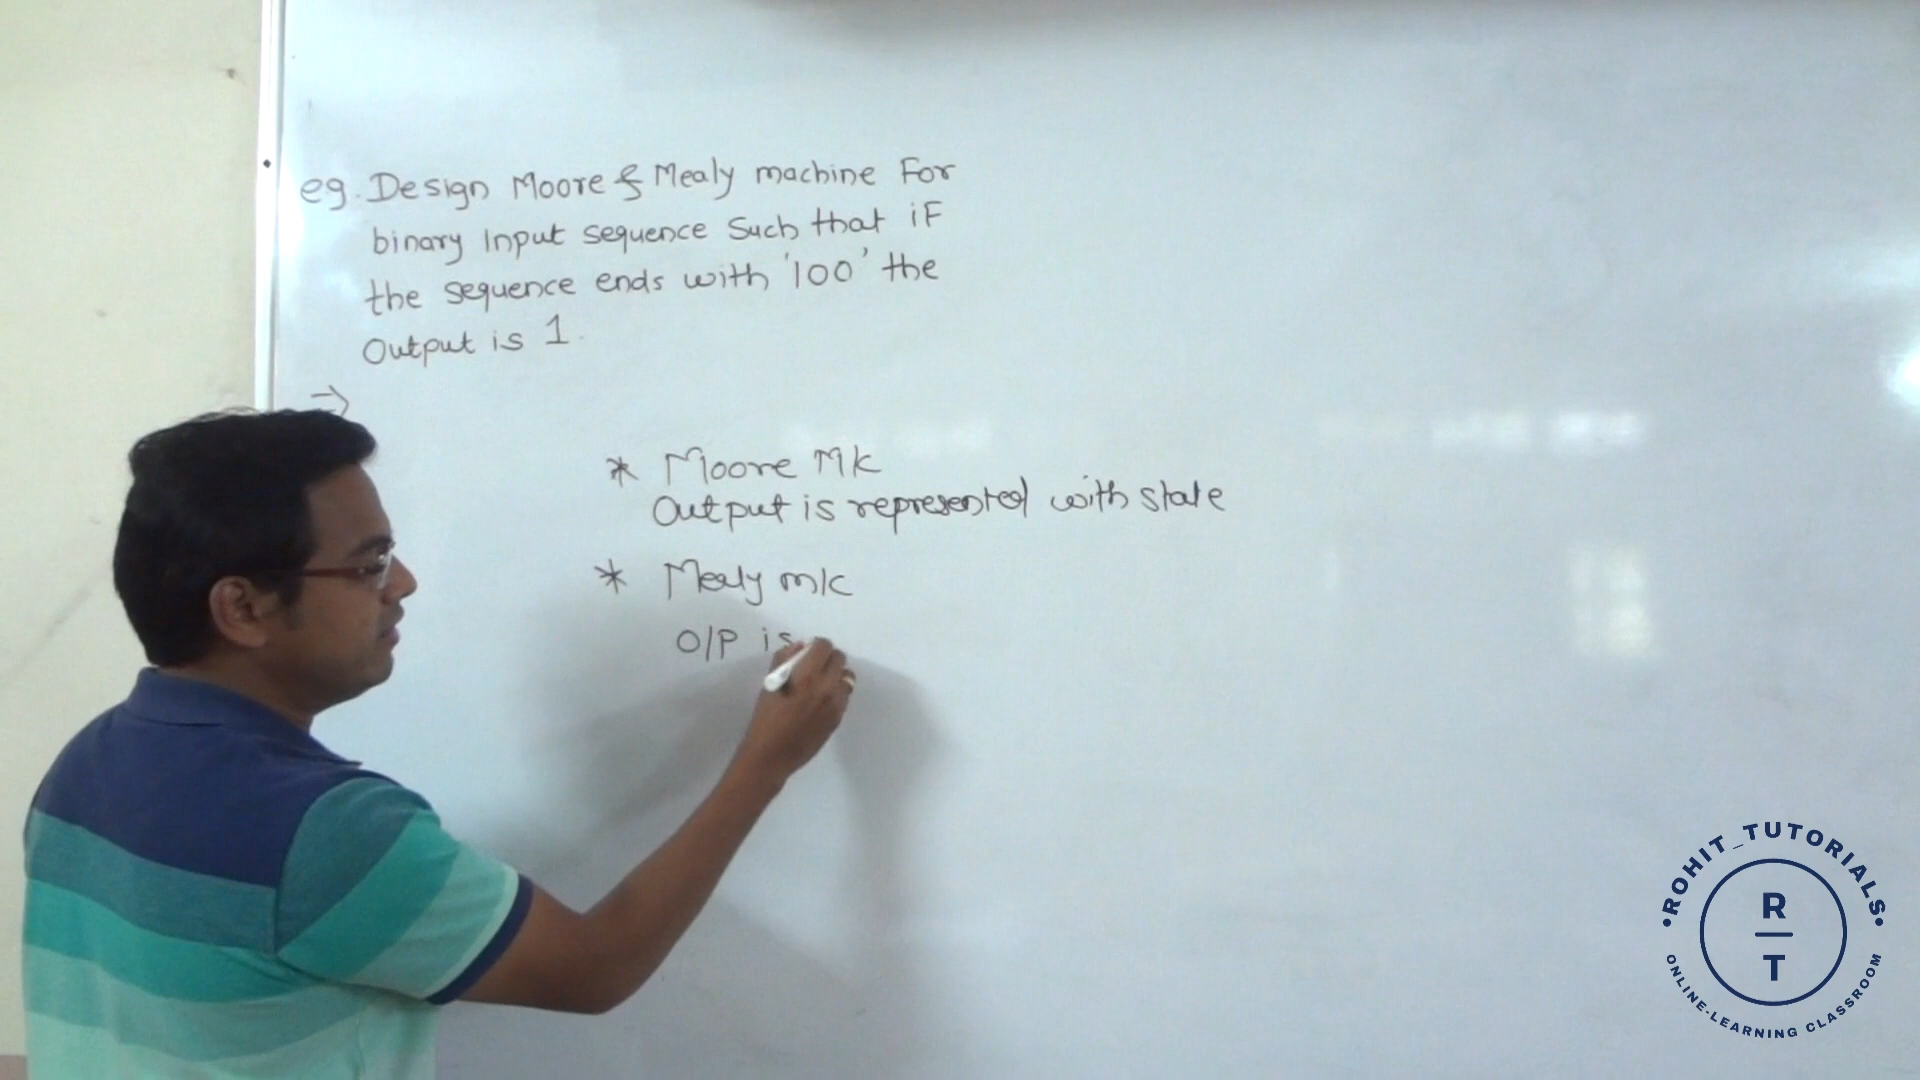 eg. Design Moore & Mealy machine For
binary Input sequence Such that iF
the sequence ends with '100' the
Output is 1.
→
* Moore M/c
Output is represented with state
* Mealy m/c
O/P is
•ROHIT_TUTORIALS•
R
T
ONLINE-LEARNING CLASSROOM